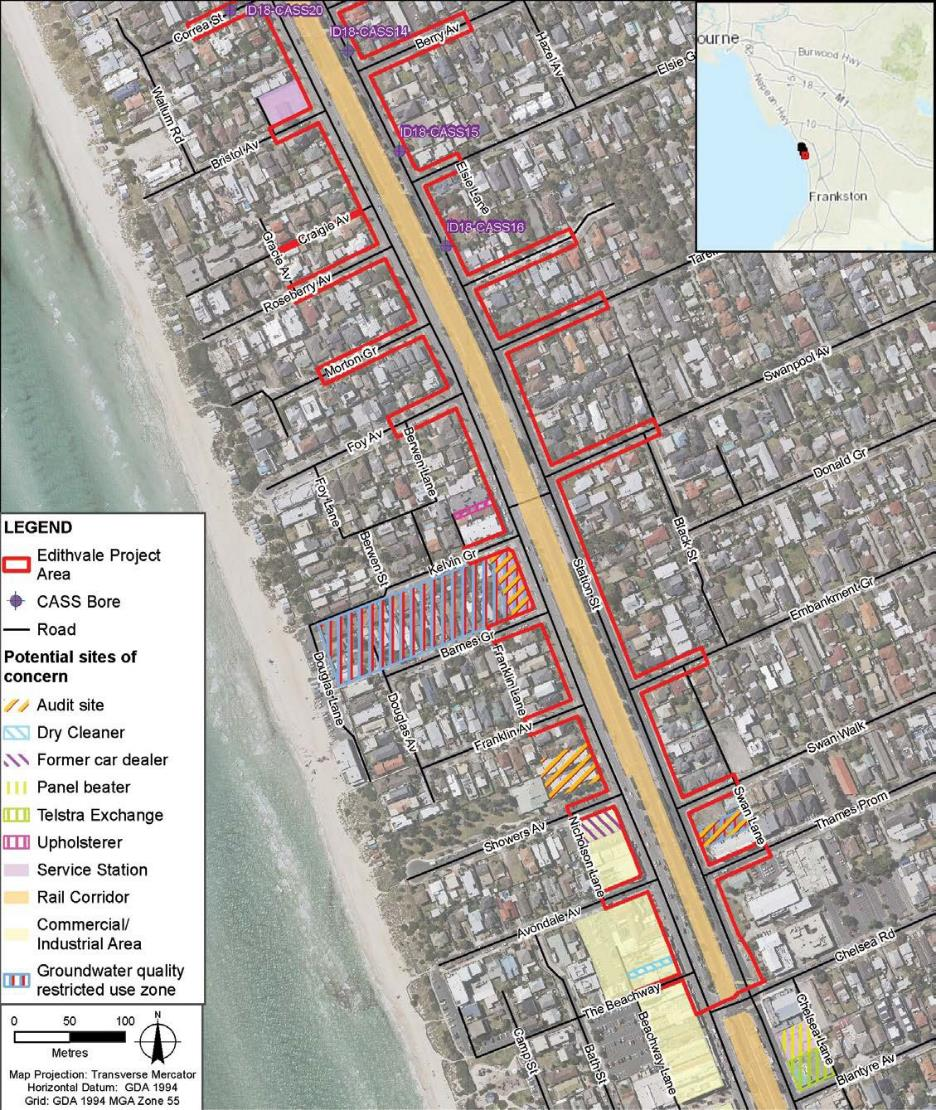 ID18-CASS20
Correa St
ID18-CASS14
Berry Av
Hazel Av
Elsie G
Wallum Rd
ID18-CASS15
Bristol Av
Elsie Lane
ID18-CASS16
Craigie Av
Gracie Av
Roseberry Av
Morton Gr
Swanpool Av
Foy Av
Berwen Lane
Donald Gr
Foy Lane
Berwen St
Black St
Kelvin Gr
Station St
Embankment Gr
Barnes Gr
Douglas Lane
Franklin Lane
Douglas Av
Franklin Av
Swan Walk
Swan Lane
Thames Prom
Showers Av
Nicholson Lane
Avondale Av
Chelsea Rd
The Beachway
Chelsea Lane
Camp St
Bath St
Beachway Lane
Blantyre Av
ourne
Burwood Hwy
Nepean Hwy
M1
10
18
Frankston
LEGEND
Edithvale Project
Area
CASS Bore
Road
Potential sites of
concern
Audit site
Dry Cleaner
Former car dealer
Panel beater
Telstra Exchange
Upholsterer
Service Station
Rail Corridor
Commercial/
Industrial Area
Groundwater quality
restricted use zone
0 50 100
Metres
N
Map Projection: Transverse Mercator
Horizontal Datum: GDA 1994
Grid: GDA 1994 MGA Zone 55